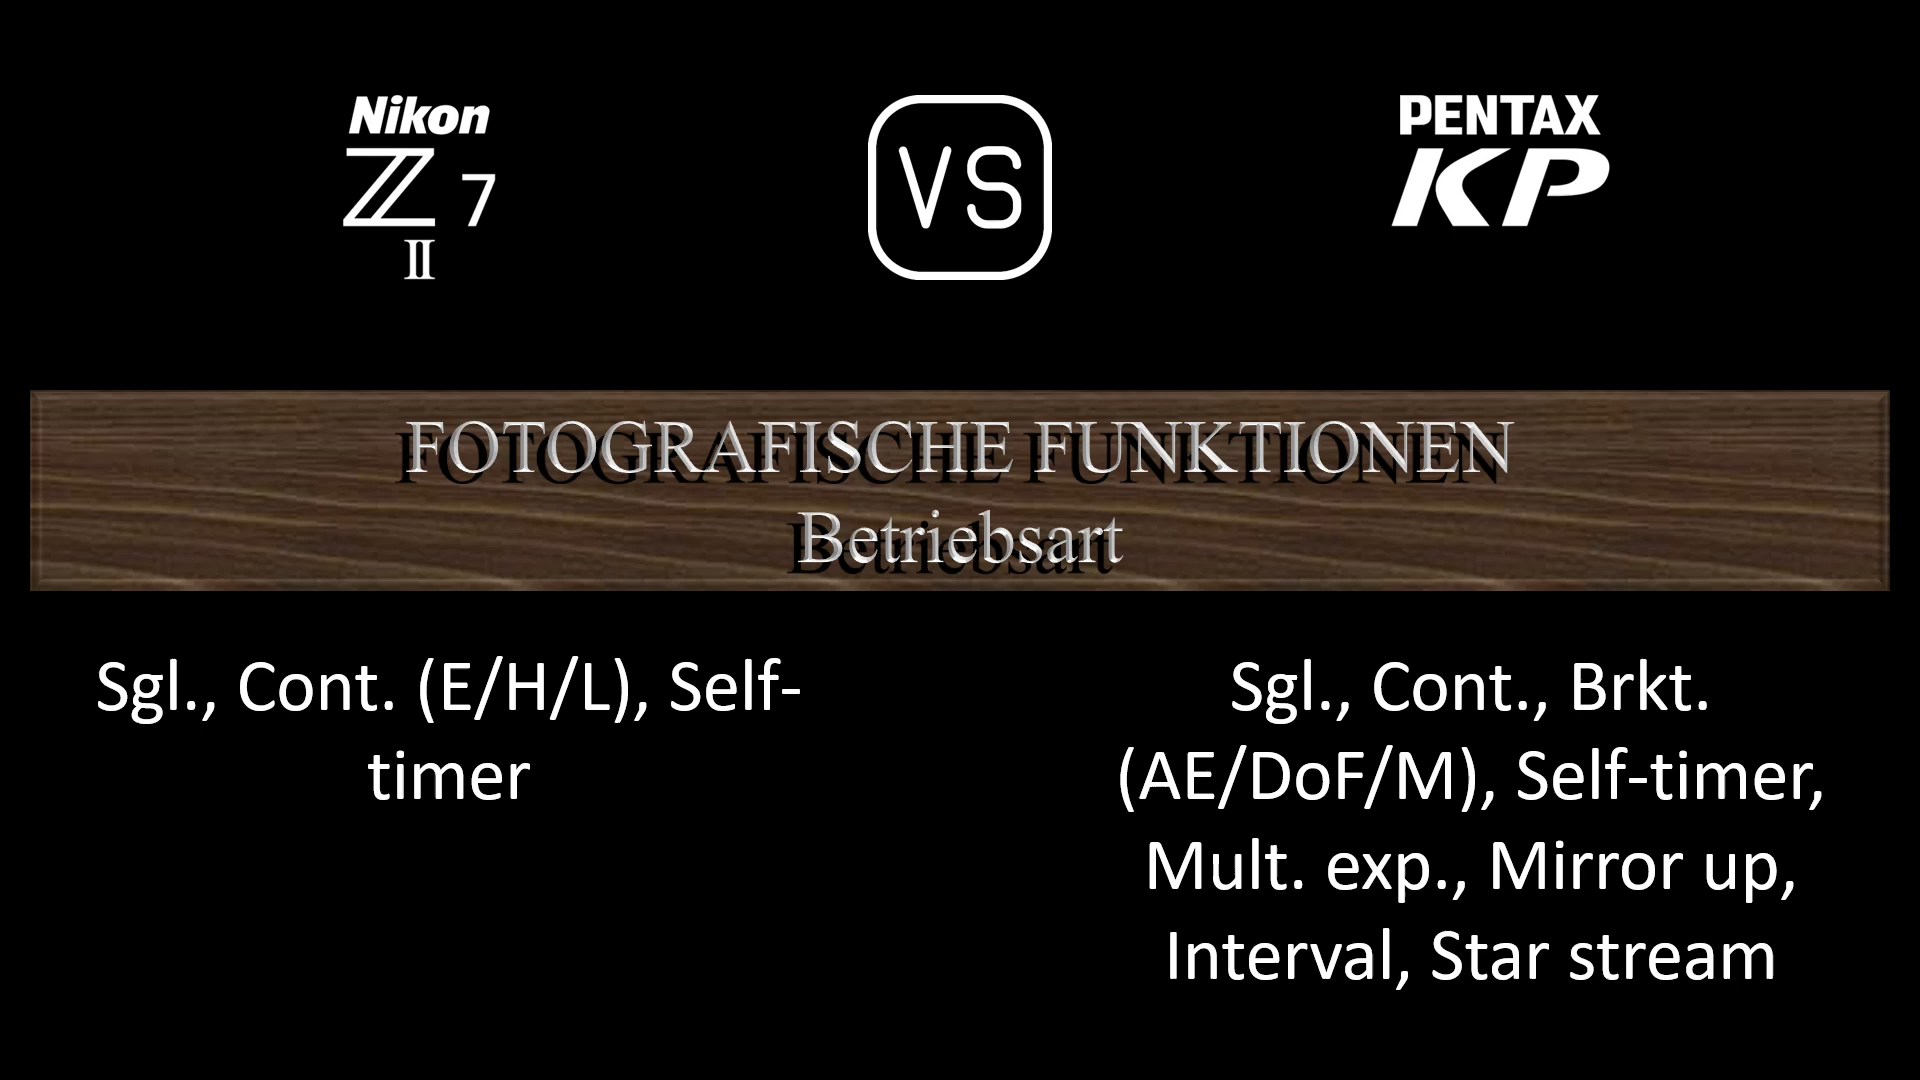 Nikon
Z 7
II
VS
PENTAX
KP
FOTOGRAFISCHE FUNKTIONEN
Betriebsart
Sgl., Cont. (E/H/L), Self-
timer
Sgl., Cont., Brkt.
(AE/DoF/M), Self-timer,
Mult. exp., Mirror up,
Interval, Star stream